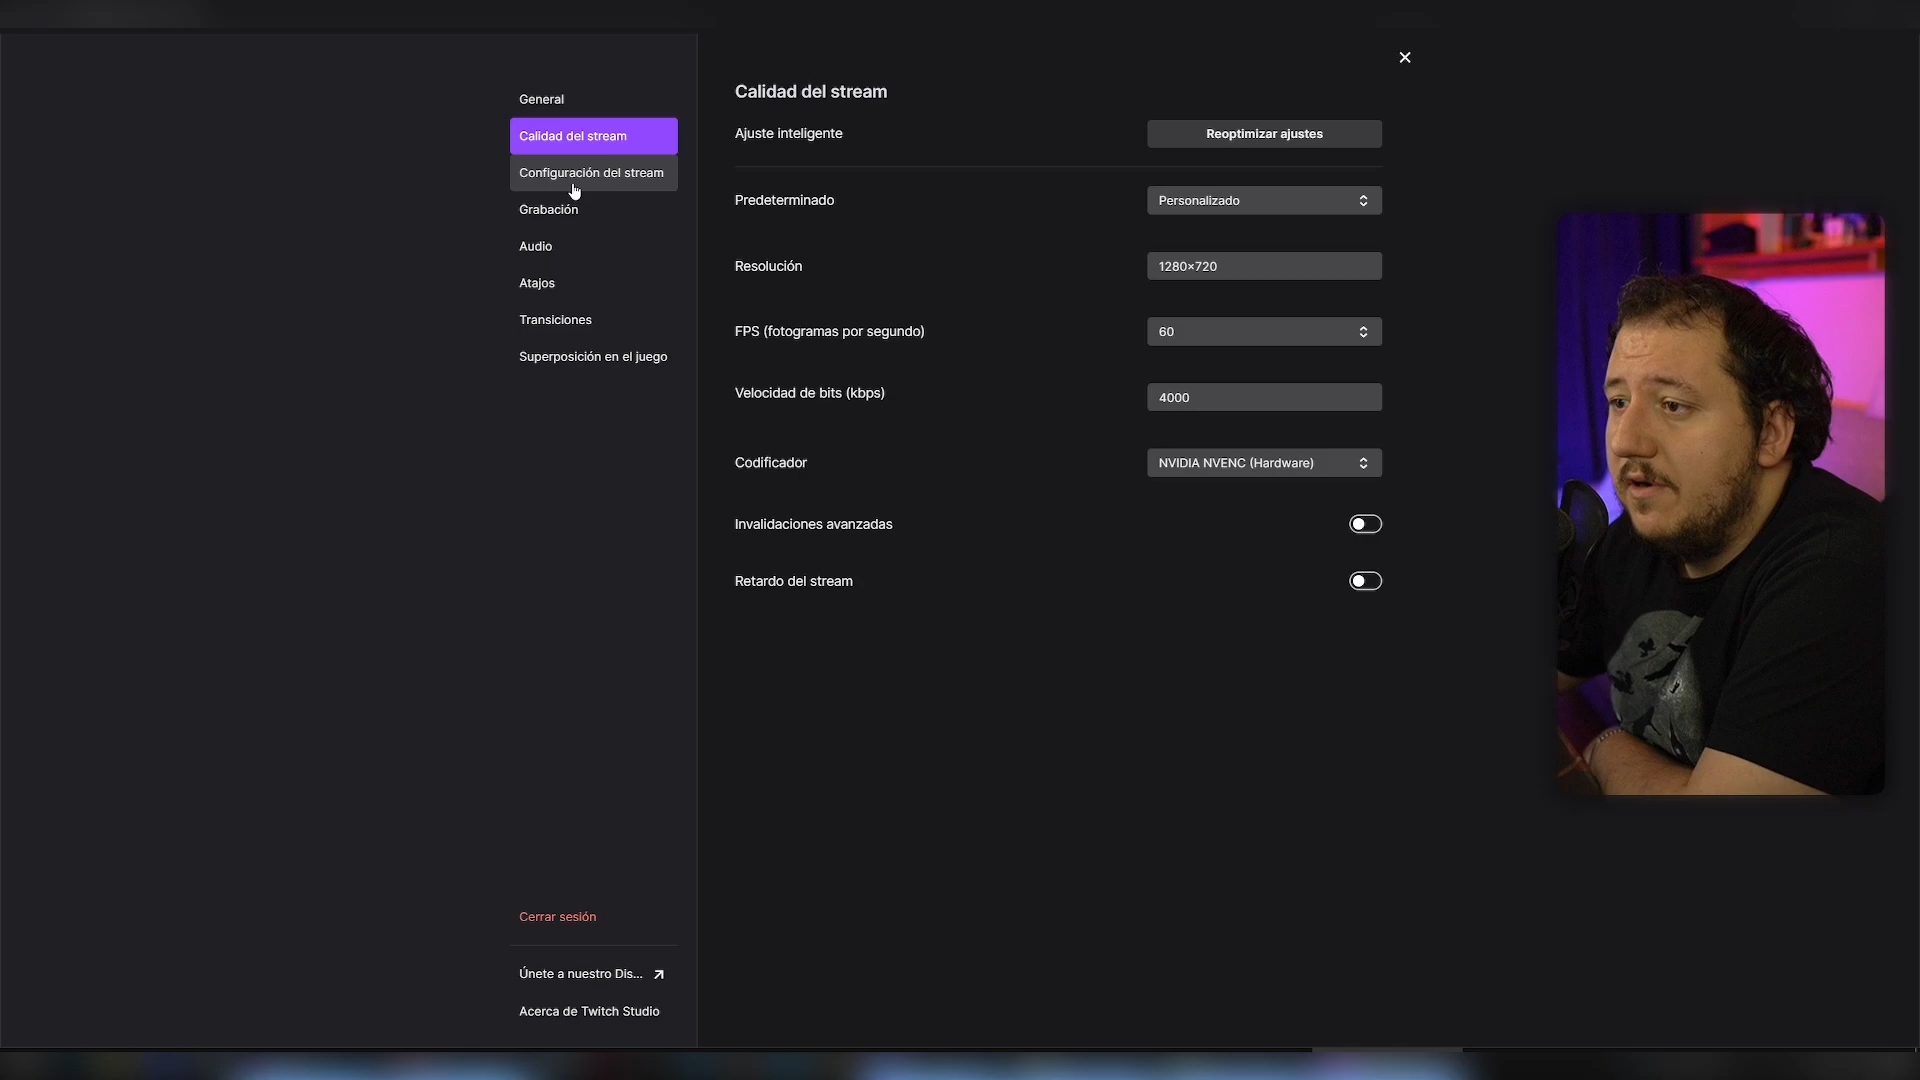 General
Calidad del stream
Configuración del stream
Grabación
Audio
Atajos
Transiciones
Superposición en el juego
Cerrar sesión
Únete a nuestro Dis...
Acerca de Twitch Studio
Calidad del stream
Ajuste inteligente
Reoptimizar ajustes
Predeterminado
Personalizado
Resolución
1280×720
FPS (fotogramas por segundo)
60
Velocidad de bits (kbps)
4000
Codificador
NVIDIA NVENC (Hardware)
Invalidaciones avanzadas
Retardo del stream